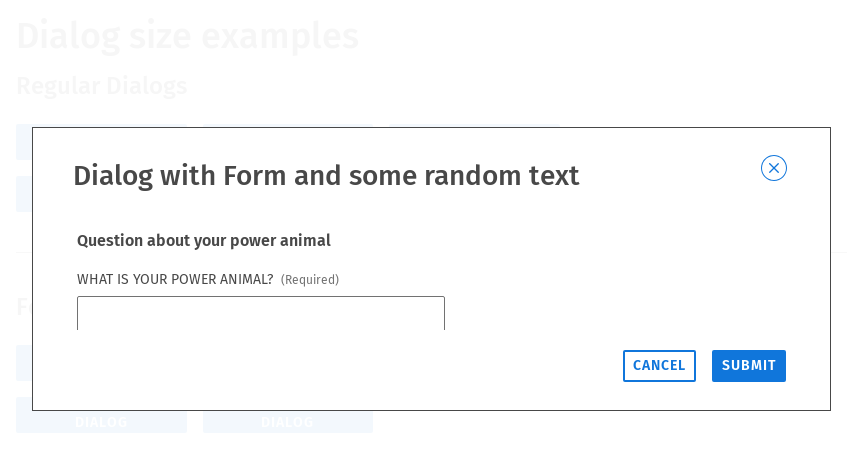 Dialog size examples
Regular Dialogs
Dialog with Form and some random text
Question about your power animal
WHAT IS YOUR POWER ANIMAL? (Required)
CANCEL SUBMIT
DIALOG DIALOG